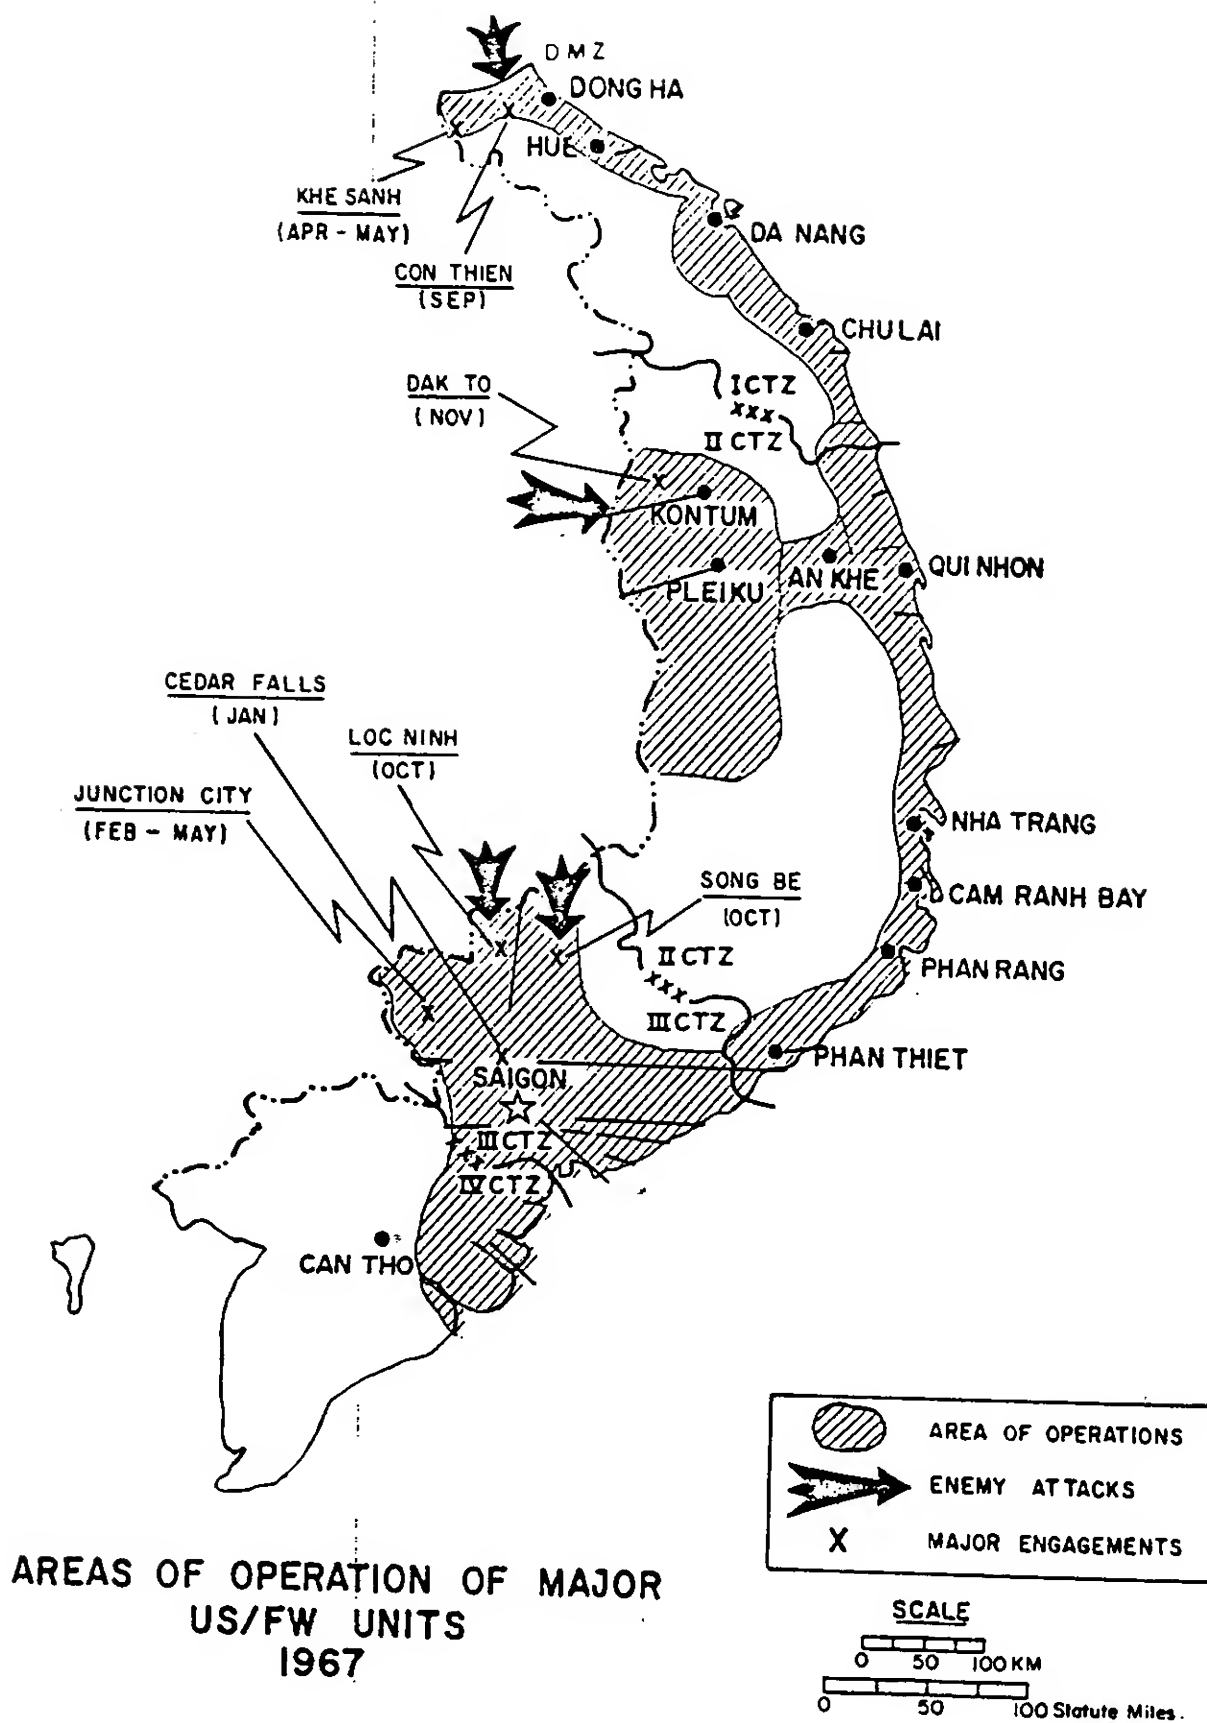 DMZ
DONG HA
HUE
KHE SANH
(APR - MAY)
DA NANG
CON THIEN
(SEP)
CHU LAI
DAK TO
(NOV)
I CTZ
XXX
II CTZ
X
KONTUM
PLEIKU
AN KHE
QUI NHON
CEDAR FALLS
(JAN)
LOC NINH
(OCT)
JUNCTION CITY
(FEB - MAY)
NHA TRANG
SONG BE
(OCT)
CAM RANH BAY
II CTZ
XXX
III CTZ
PHAN RANG
PHAN THIET
SAIGON
III CTZ
XX
IV CTZ
CAN THO
AREA OF OPERATIONS
ENEMY ATTACKS
X MAJOR ENGAGEMENTS
AREAS OF OPERATION OF MAJOR
US/FW UNITS
1967
SCALE
0 50 100 KM
0 50 100 Statute Miles.